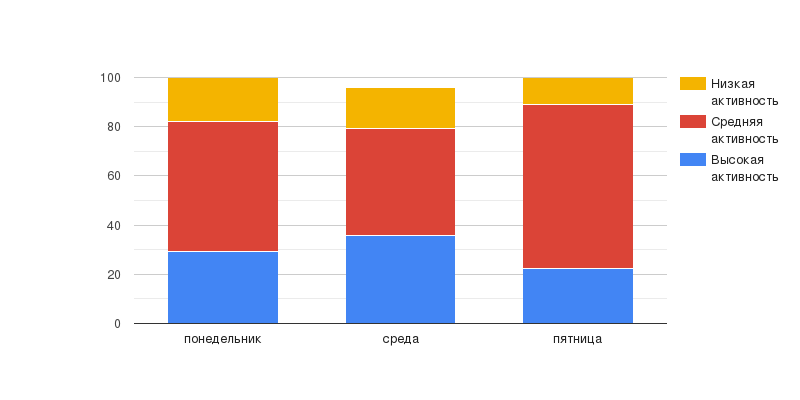 100
80
60
40
20
0
понедельник
среда
пятница
Низкая
активность
Средняя
активность
Высокая
активность